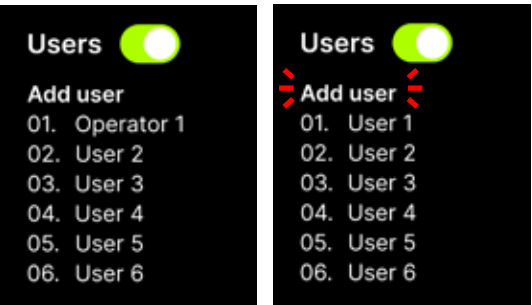 Users
Add user
01. Operator 1
02. User 2
03. User 3
04. User 4
05. User 5
06. User 6
Users
Add user
01. User 1
02. User 2
03. User 3
04. User 4
05. User 5
06. User 6